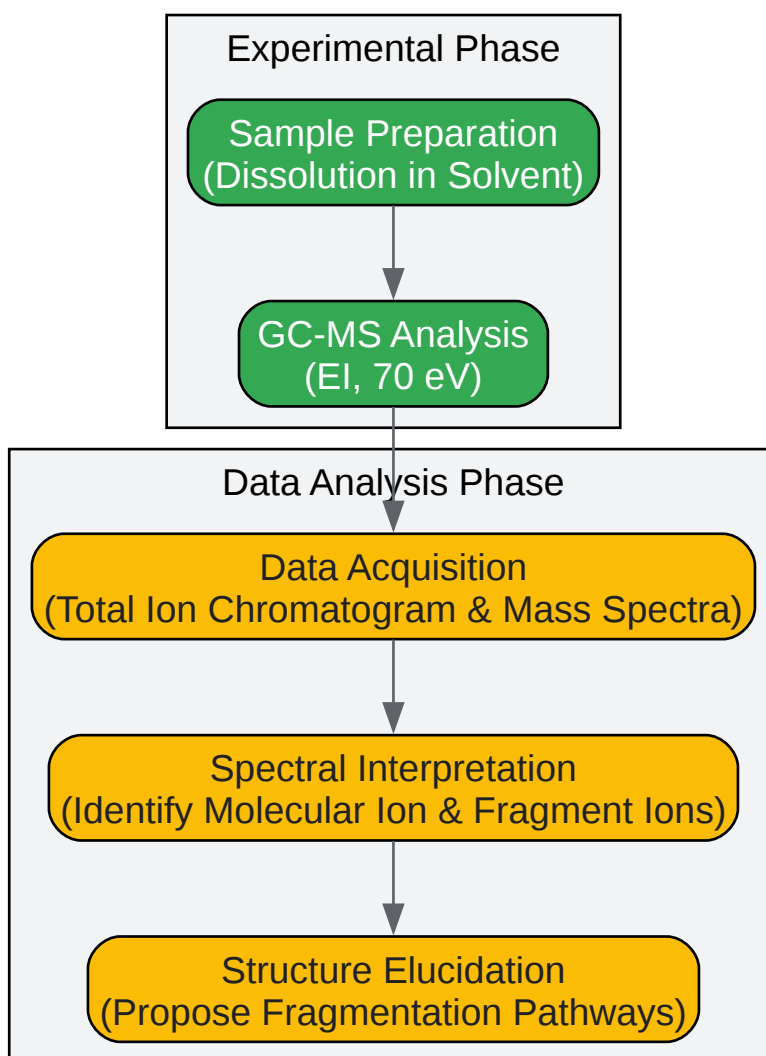 Experimental Phase
Sample Preparation
(Dissolution in Solvent)
GC-MS Analysis
(EI, 70 eV)
Data Analysis Phase
Data Acquisition
(Total Ion Chromatogram & Mass Spectra)
Spectral Interpretation
(Identify Molecular Ion & Fragment Ions)
Structure Elucidation
(Propose Fragmentation Pathways)